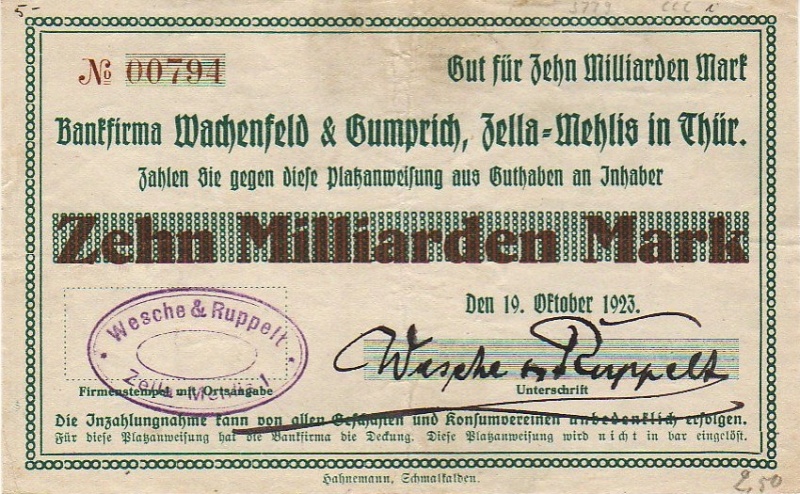 5-
№ 00794
Gut für Zehn Milliarden Mark
Bankfirma Wachenfeld & Gumprich, Zella-Mehlis in Thür.
Zahlen Sie gegen diese Platzanweisung aus Guthaben an Inhaber
Zehn Milliarden Mark
Den 19. Oktober 1923.
Wesche & Ruppelt
Zella
Wesche & Ruppelt
Firmenstempel mit Ortsangabe
Unterschrift
Die Inzahlungnahme kann von allen Geschäften und Konsumvereinen unbedenklich erfolgen.
Für diese Platzanweisung hat die Bankfirma die Deckung. Diese Platzanweisung wird nicht in bar eingelöst.
Hahnemann, Schmalkalden.
2,50